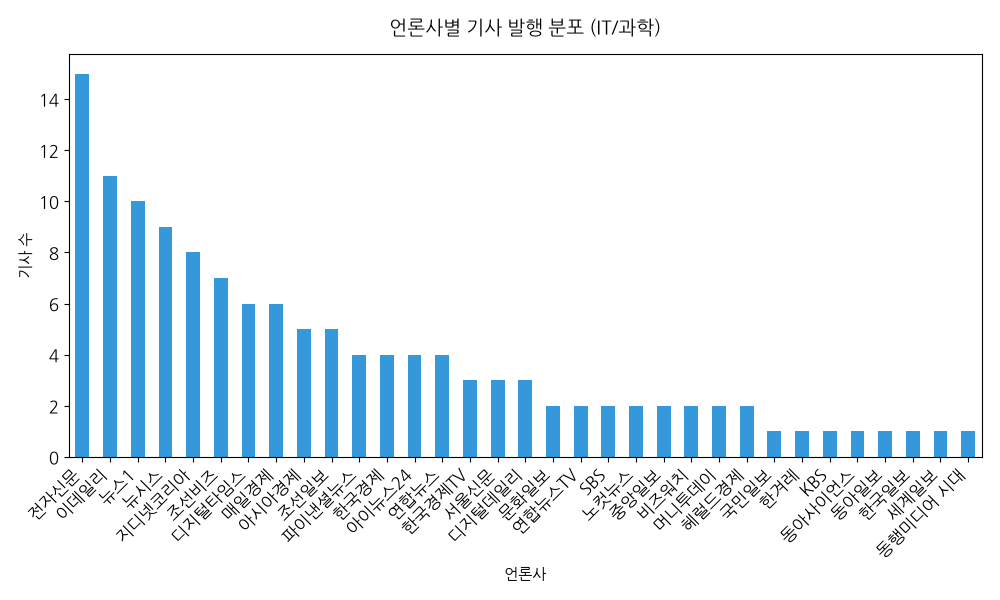 언론사별 기사 발행 분포 (IT/과학)
기사 수
14
12
10
8
6
4
2
0
전자신문
이데일리
뉴스1
뉴시스
지디넷코리아
조선비즈
디지털타임스
매일경제
아시아경제
조선일보
파이낸셜뉴스
한국경제
아이뉴스24
연합뉴스
한국경제TV
서울신문
디지털데일리
문화일보
연합뉴스TV
SBS
노컷뉴스
중앙일보
비즈워치
머니투데이
헤럴드경제
국민일보
한겨레
KBS
동아사이언스
동아일보
한국일보
세계일보
동행미디어 시대
언론사